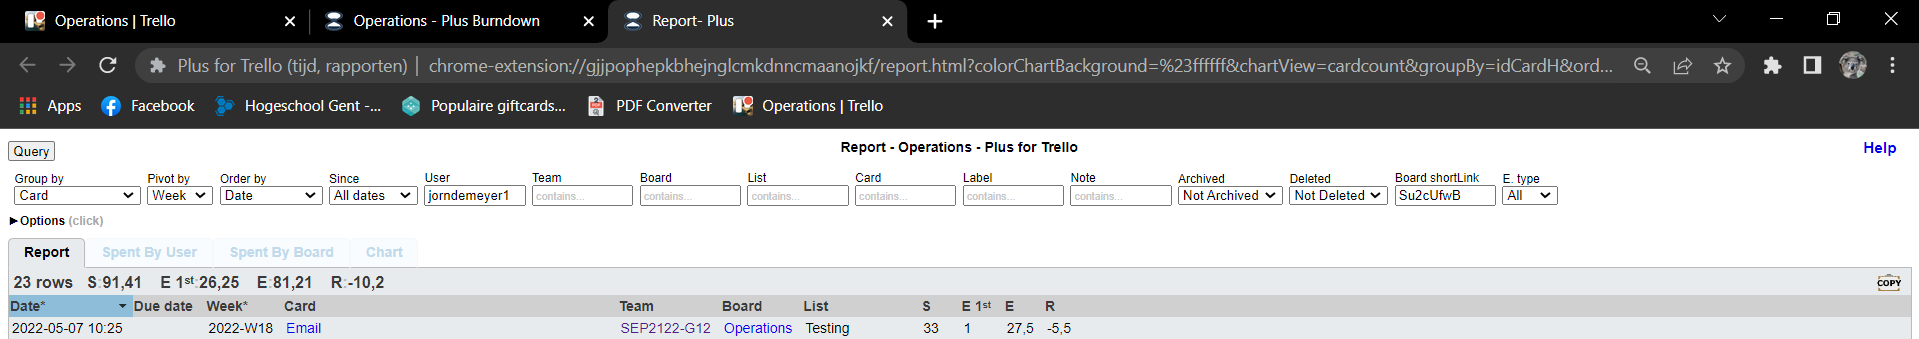 Operations | Trello Operations - Plus Burndown Report- Plus
Plus for Trello (tijd, rapporten) | chrome-extension://gjjpophepkbhejnglcmkdnncmaanojkf/report.html?colorChartBackground=%23ffffff&chartView=cardcount&groupBy=idCardH&ord...
Apps Facebook Hogeschool Gent -... Populaire giftcards... PDF Converter Operations | Trello
Query Report - Operations - Plus for Trello Help
Group by Pivot by Order by Since User Team Board List Card Label Note Archived Deleted Board shortLink E. type
Card Week Date All dates jorndemeyer1 contains... contains... contains... contains... contains... contains... Not Archived Not Deleted Su2cUfwB All
►Options (click)
Report Spent By User Spent By Board Chart
23 rows S:91,41 E 1st:26,25 E:81,21 R:-10,2 COPY
Date* Due date Week* Card Team Board List S E 1st E R
2022-05-07 10:25 2022-W18 Email SEP2122-G12 Operations Testing 33 1 27,5 -5,5